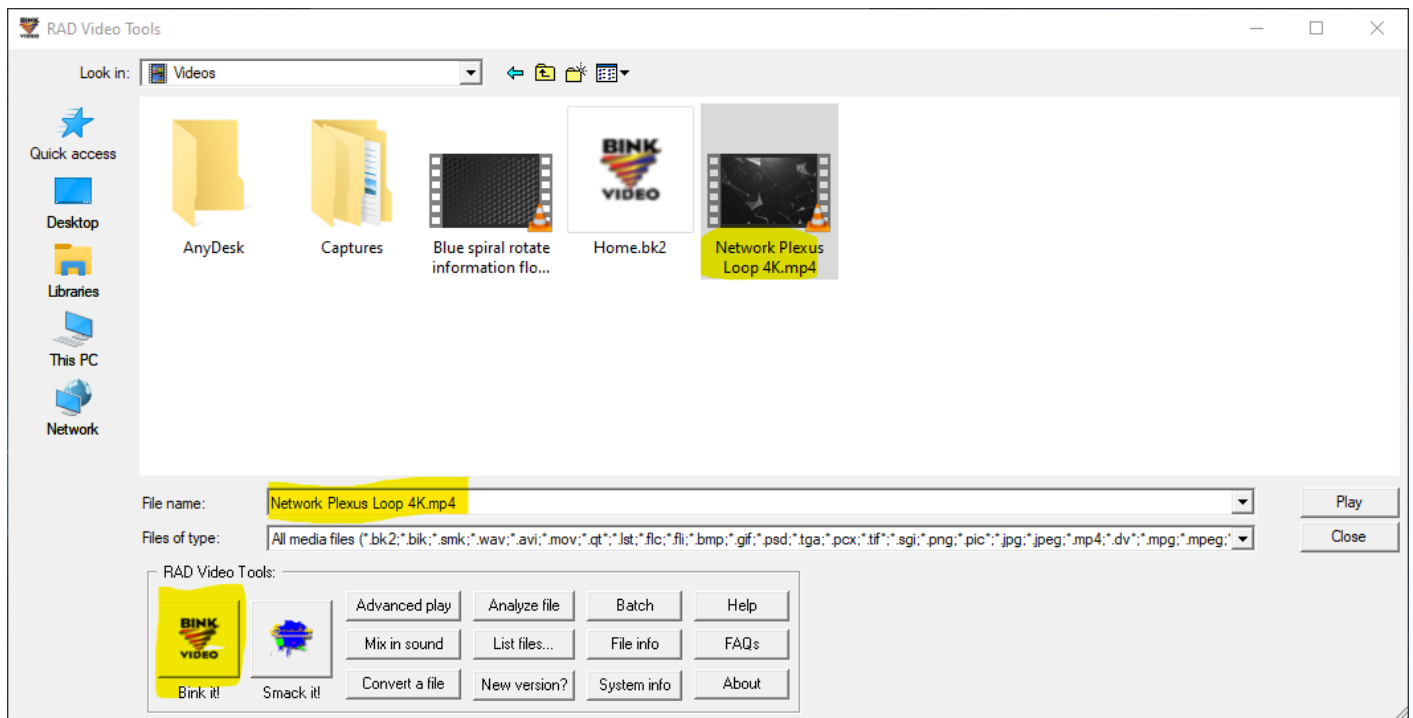 BINK
VIDEO
RAD Video Tools
Look in:
Videos
Quick access
Desktop
Libraries
This PC
Network
AnyDesk
Captures
Blue spiral rotate
information flo...
BINK
VIDEO
Home.bk2
Network Plexus
Loop 4K.mp4
File name:
Network Plexus Loop 4K.mp4
Play
Files of type:
All media files (*.bk2;*.bik;*.smk;*.wav;*.avi;*.mov;*.qt*;*.lst;*.flc;*.fli;*.bmp;*.gif;*.psd;*.tga;*.pcx;*.tif*;*.sgi;*.png;*.pic*;*.jpg;*.jpeg;*.mp4;*.dv*;*.mpg;*.mpeg;*
Close
RAD Video Tools:
BINK
VIDEO
Bink it!
Smack it!
Advanced play
Analyze file
Batch
Help
Mix in sound
List files...
File info
FAQs
Convert a file
New version?
System info
About